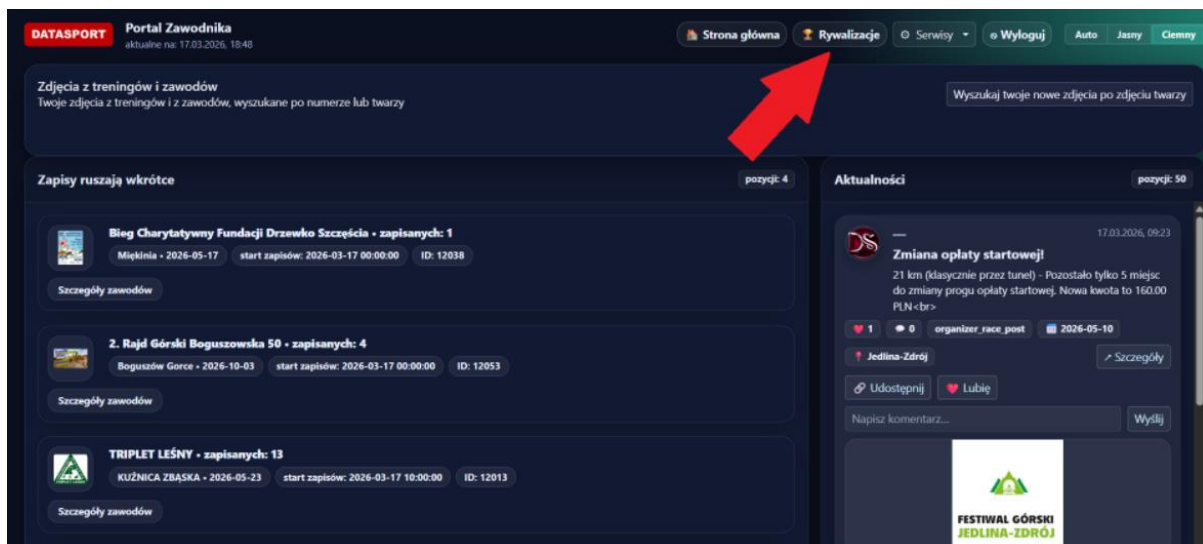 DATASPORT
Portal Zawodnika
aktualne na: 17.03.2026, 18:48
Strona główna
Rywalizacje
Serwisy
Wyloguj
Auto
Jasny
Ciemny
Zdjęcia z treningów i zawodów
Twoje zdjęcia z treningów i z zawodów, wyszukane po numerze lub twarzy
Wyszukaj twoje nowe zdjęcia po zdjęciu twarzy
Zapisy ruszają wkrótce
pozycji: 4
Bieg Charytatywny Fundacji Drzewko Szczęścia • zapisanych: 1
Miękinia • 2026-05-17
start zapisów: 2026-03-17 00:00:00
ID: 12038
Szczegóły zawodów
2. Rajd Górski Boguszowska 50 • zapisanych: 4
Boguszów Gorce • 2026-10-03
start zapisów: 2026-03-17 00:00:00
ID: 12053
Szczegóły zawodów
TRIPLET LEŚNY • zapisanych: 13
KUŹNICA ZBĄSKA • 2026-05-23
start zapisów: 2026-03-17 10:00:00
ID: 12013
Szczegóły zawodów
Aktualności
pozycji: 50
DS
—
17.03.2026, 09:23
Zmiana opłaty startowej!
21 km (klasycznie przez tunel) - Pozostało tylko 5 miejsc
do zmiany progu opłaty startowej. Nowa kwota to 160.00
PLN<br>
1
0
organizer_race_post
2026-05-10
Jedlina-Zdrój
Szczegóły
Udostępnij
Lubię
Napisz komentarz...
Wyślij
FESTIWAL GÓRSKI
JEDLINA-ZDRÓJ